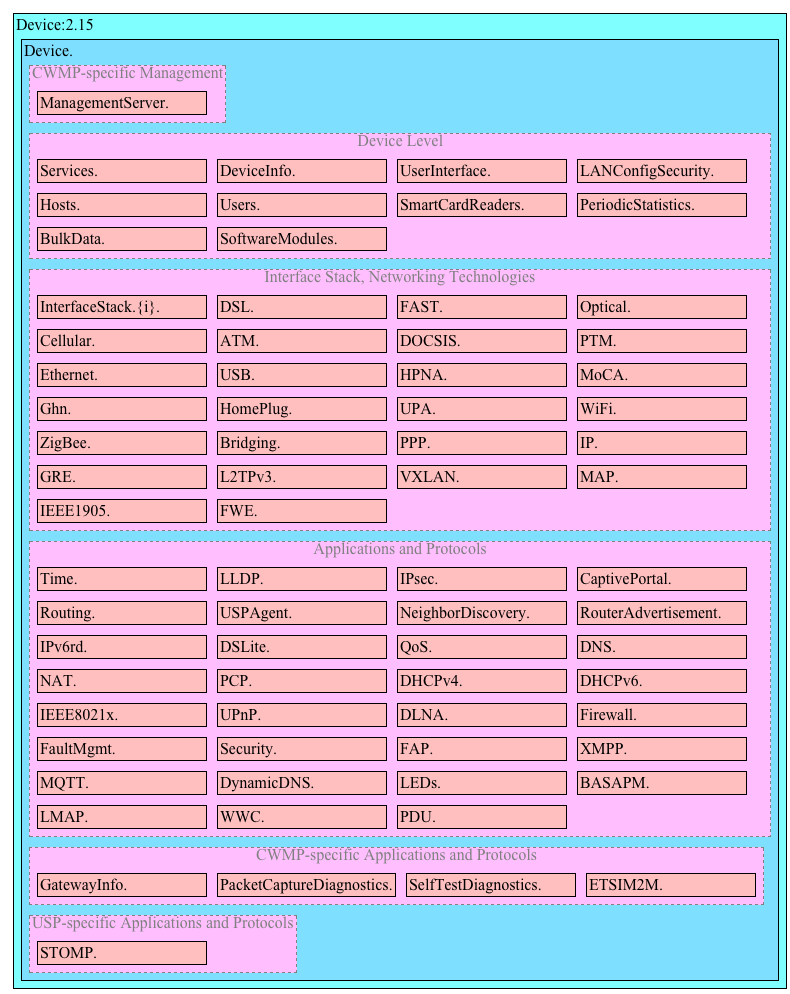 Device:2.15
Device.
CWMP-specific Management
ManagementServer.
Device Level
Services. DeviceInfo. UserInterface. LANConfigSecurity.
Hosts. Users. SmartCardReaders. PeriodicStatistics.
BulkData. SoftwareModules.
Interface Stack, Networking Technologies
InterfaceStack.{i}. DSL. FAST. Optical.
Cellular. ATM. DOCSIS. PTM.
Ethernet. USB. HPNA. MoCA.
Ghn. HomePlug. UPA. WiFi.
ZigBee. Bridging. PPP. IP.
GRE. L2TPv3. VXLAN. MAP.
IEEE1905. FWE.
Applications and Protocols
Time. LLDP. IPsec. CaptivePortal.
Routing. USPAgent. NeighborDiscovery. RouterAdvertisement.
IPv6rd. DSLite. QoS. DNS.
NAT. PCP. DHCPv4. DHCPv6.
IEEE8021x. UPnP. DLNA. Firewall.
FaultMgmt. Security. FAP. XMPP.
MQTT. DynamicDNS. LEDs. BASAPM.
LMAP. WWC. PDU.
CWMP-specific Applications and Protocols
GatewayInfo. PacketCaptureDiagnostics. SelfTestDiagnostics. ETSIM2M.
USP-specific Applications and Protocols
STOMP.